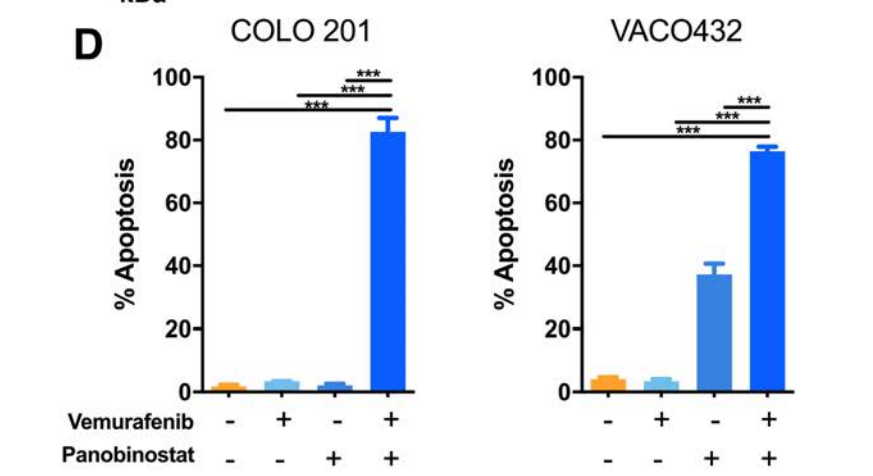 D
COLO 201
VACO432
% Apoptosis
100
80
60
40
20
0
***
***
***
% Apoptosis
100
80
60
40
20
0
***
***
***
Vemurafenib - + - + - + - +
Panobinostat - - + + - - + +